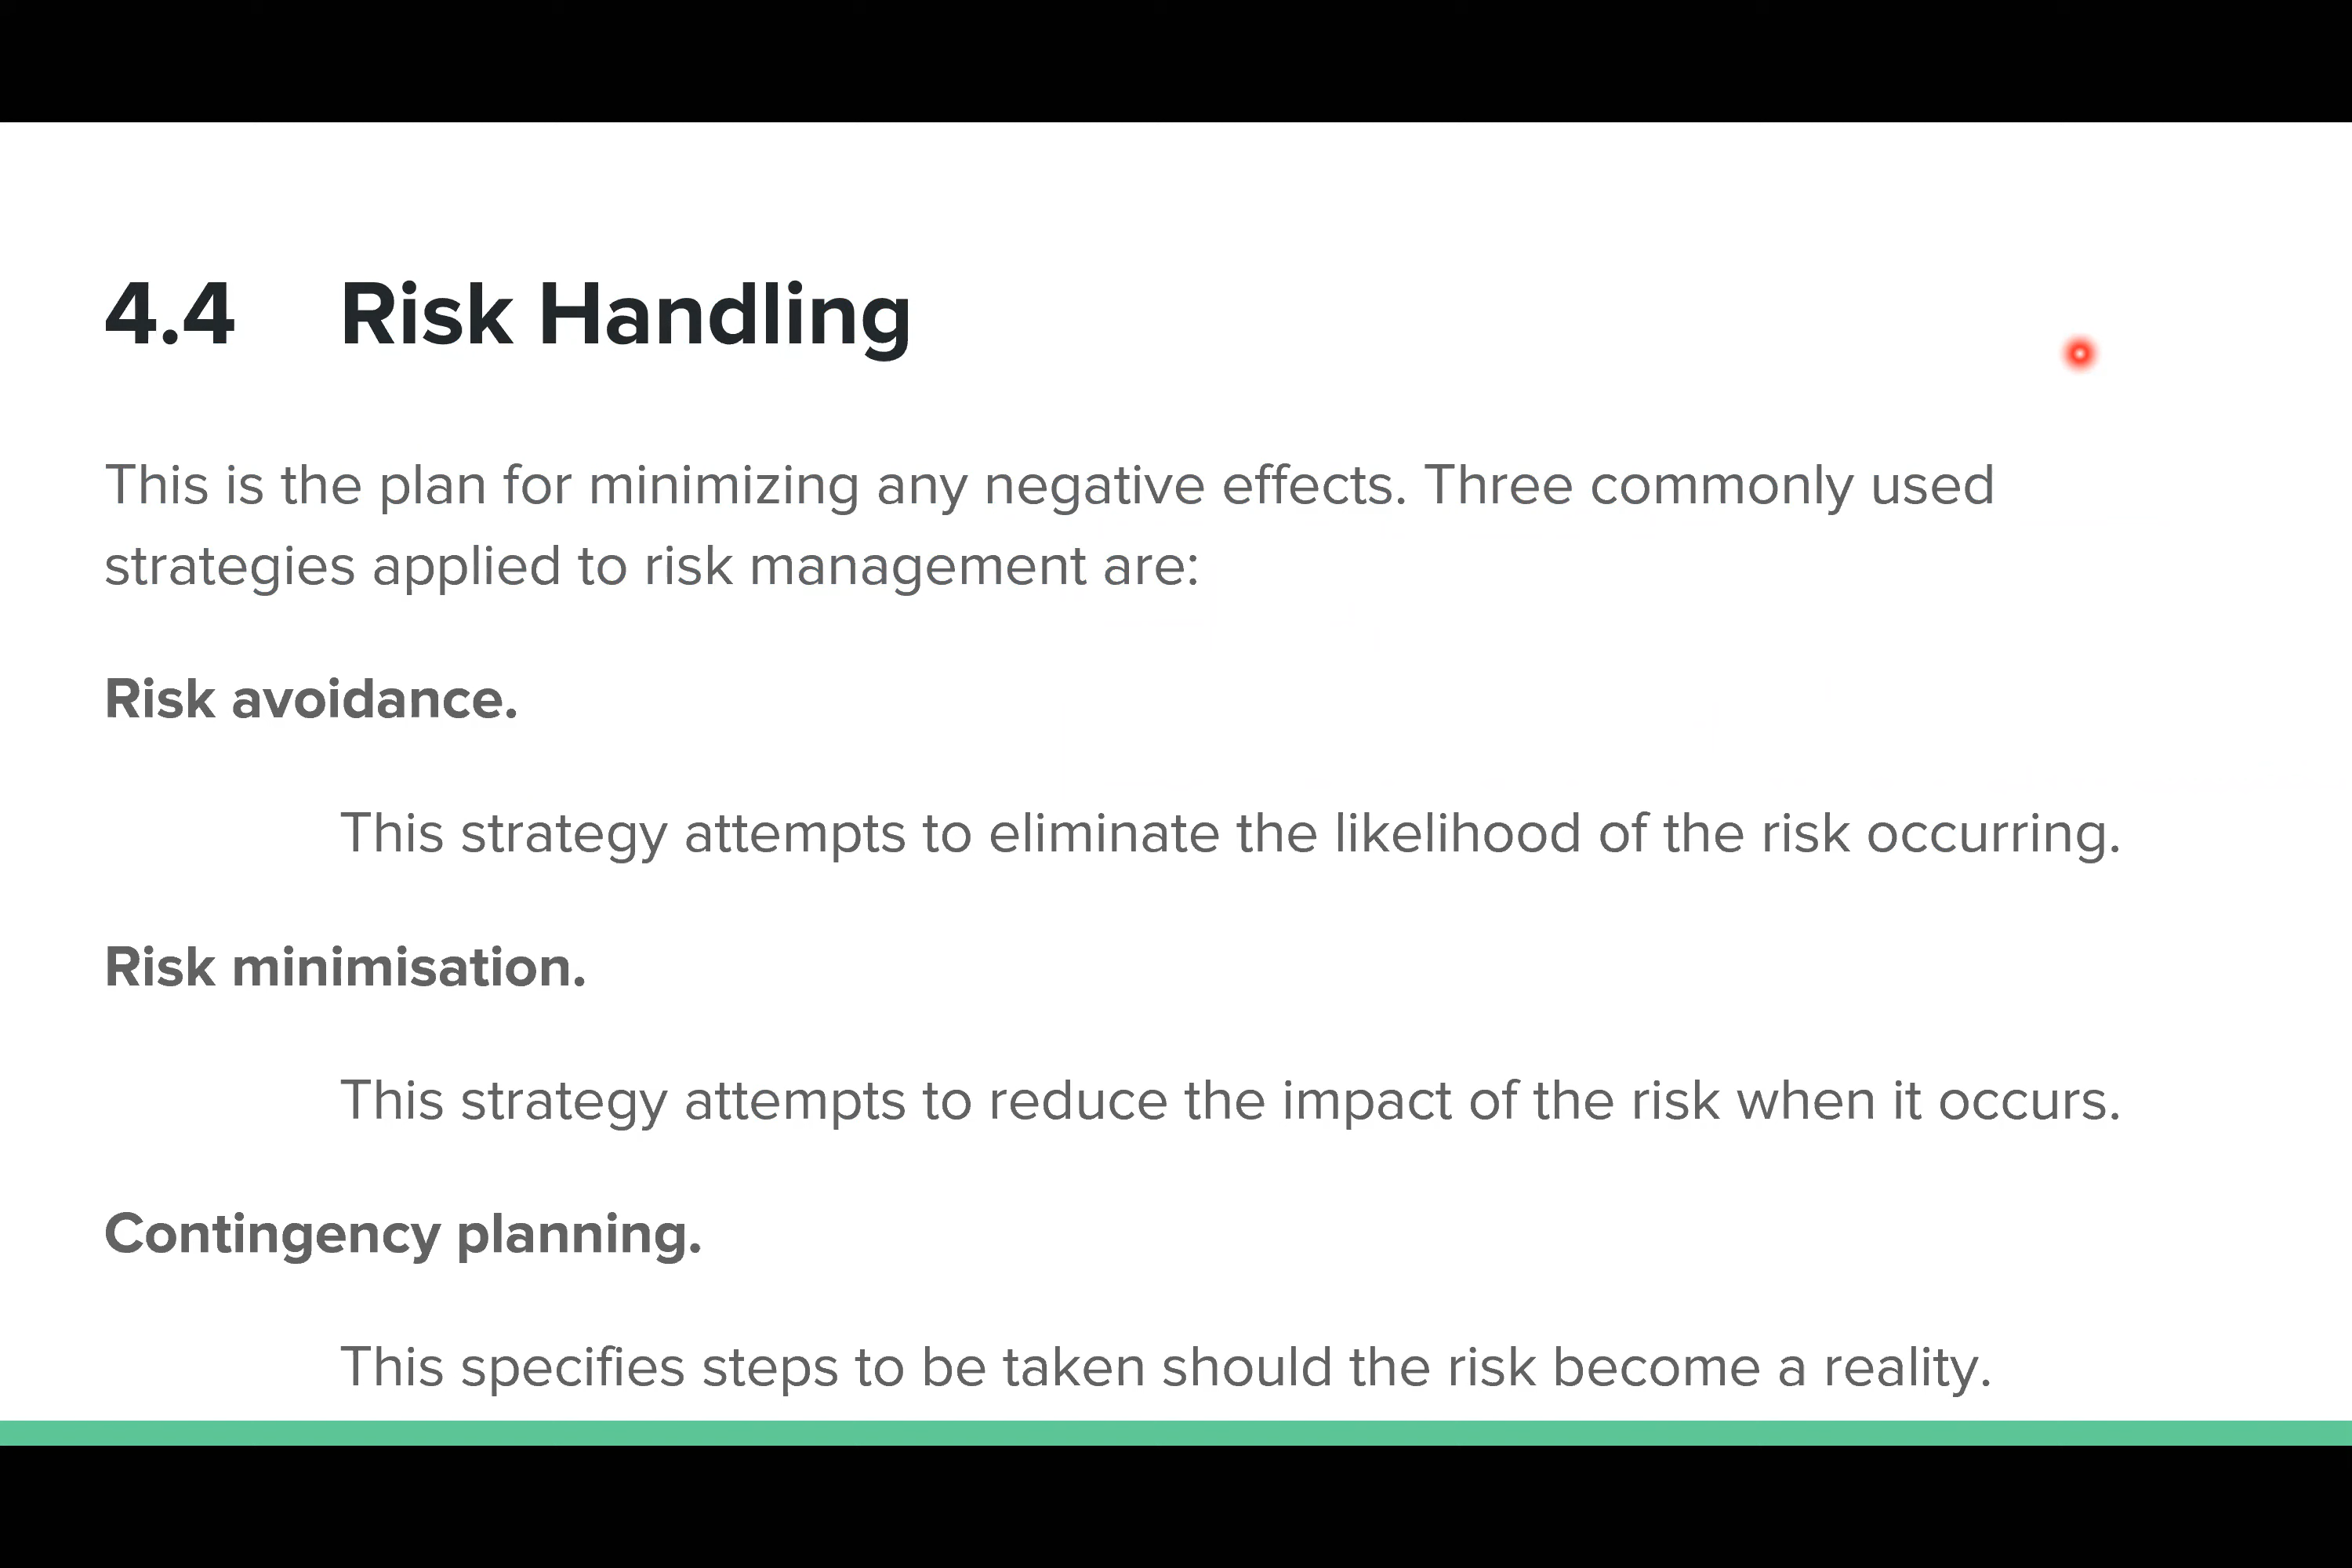 4.4 Risk Handling
This is the plan for minimizing any negative effects. Three commonly used
strategies applied to risk management are:
Risk avoidance.
This strategy attempts to eliminate the likelihood of the risk occurring.
Risk minimisation.
This strategy attempts to reduce the impact of the risk when it occurs.
Contingency planning.
This specifies steps to be taken should the risk become a reality.